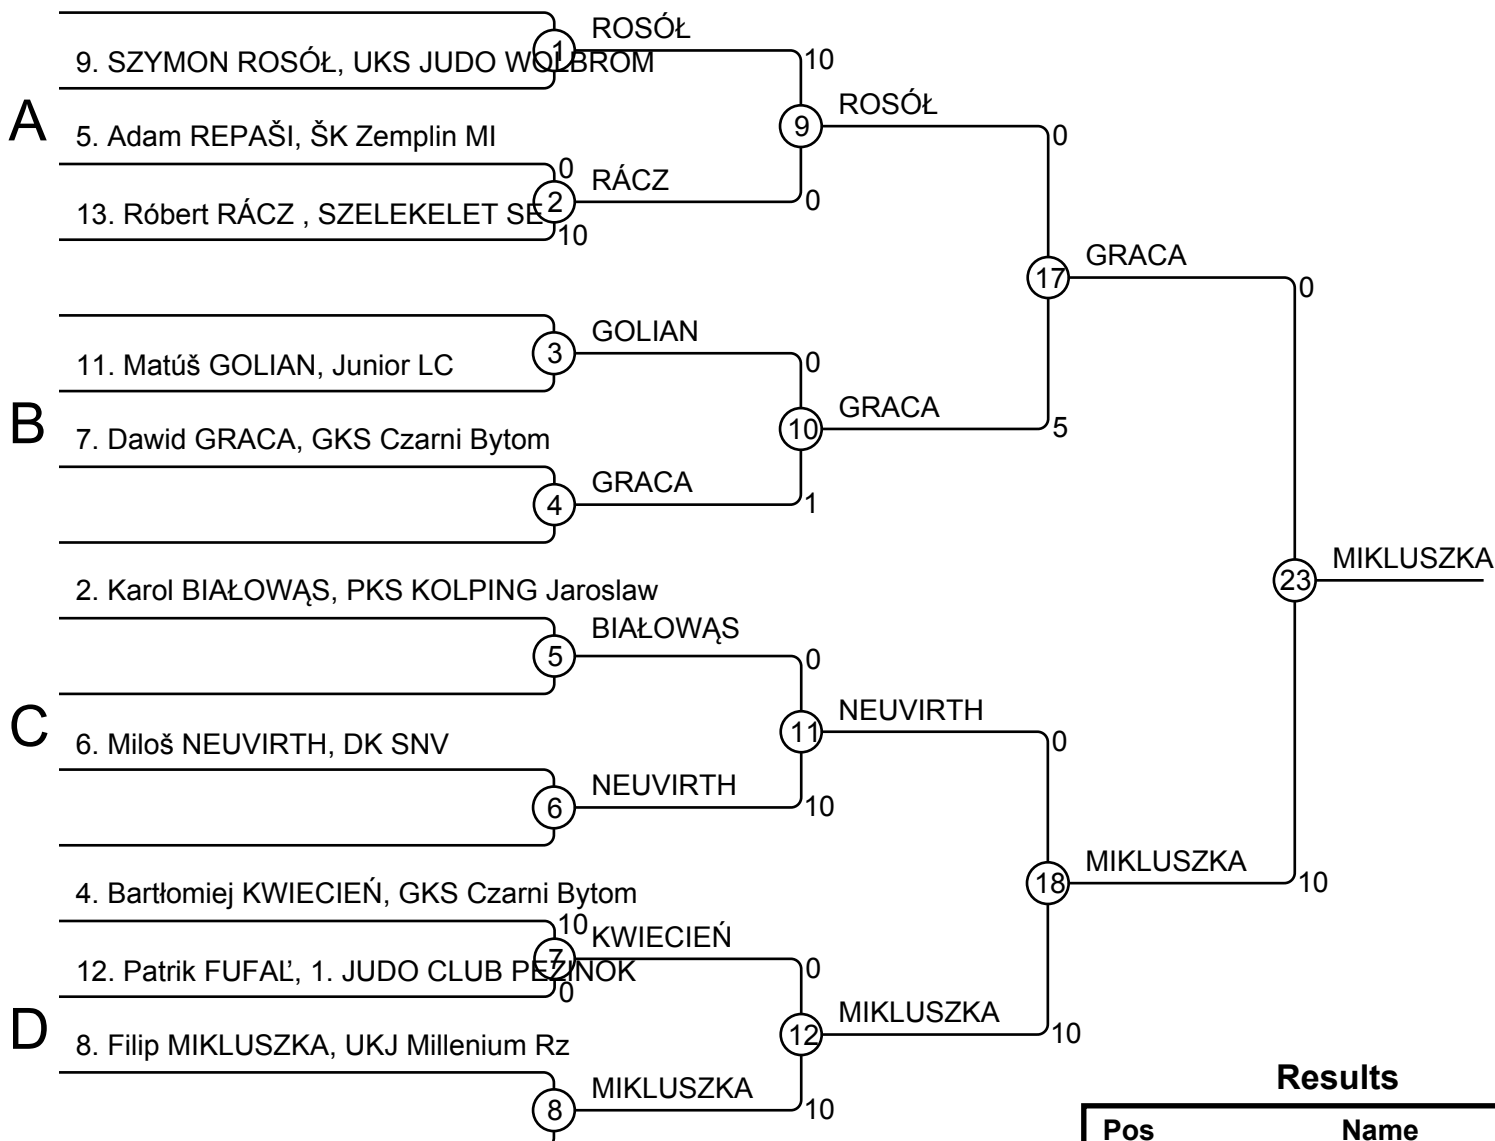 ROSÓŁ
9. SZYMON ROSÓŁ, UKS JUDO WOLBROM
1
10
A
ROSÓŁ
9
5. Adam REPAŠI, ŠK Zemplin MI
0
0
RÁCZ
13. Róbert RÁCZ , SZELEKELET SE
2
0
10
GRACA
17
0
GOLIAN
3
11. Matúš GOLIAN, Junior LC
0
B
GRACA
10
5
7. Dawid GRACA, GKS Czarni Bytom
GRACA
4
1
MIKLUSZKA
23
2. Karol BIAŁOWĄS, PKS KOLPING Jaroslaw
BIAŁOWĄS
5
0
C
NEUVIRTH
11
0
6. Miloš NEUVIRTH, DK SNV
NEUVIRTH
6
10
MIKLUSZKA
18
10
4. Bartłomiej KWIECIEŃ, GKS Czarni Bytom
10
KWIECIEŃ
7
12. Patrik FUFAĽ, 1. JUDO CLUB PEZINOK
0
0
D
MIKLUSZKA
12
10
8. Filip MIKLUSZKA, UKJ Millenium Rz
MIKLUSZKA
8
10
Results
Pos Name